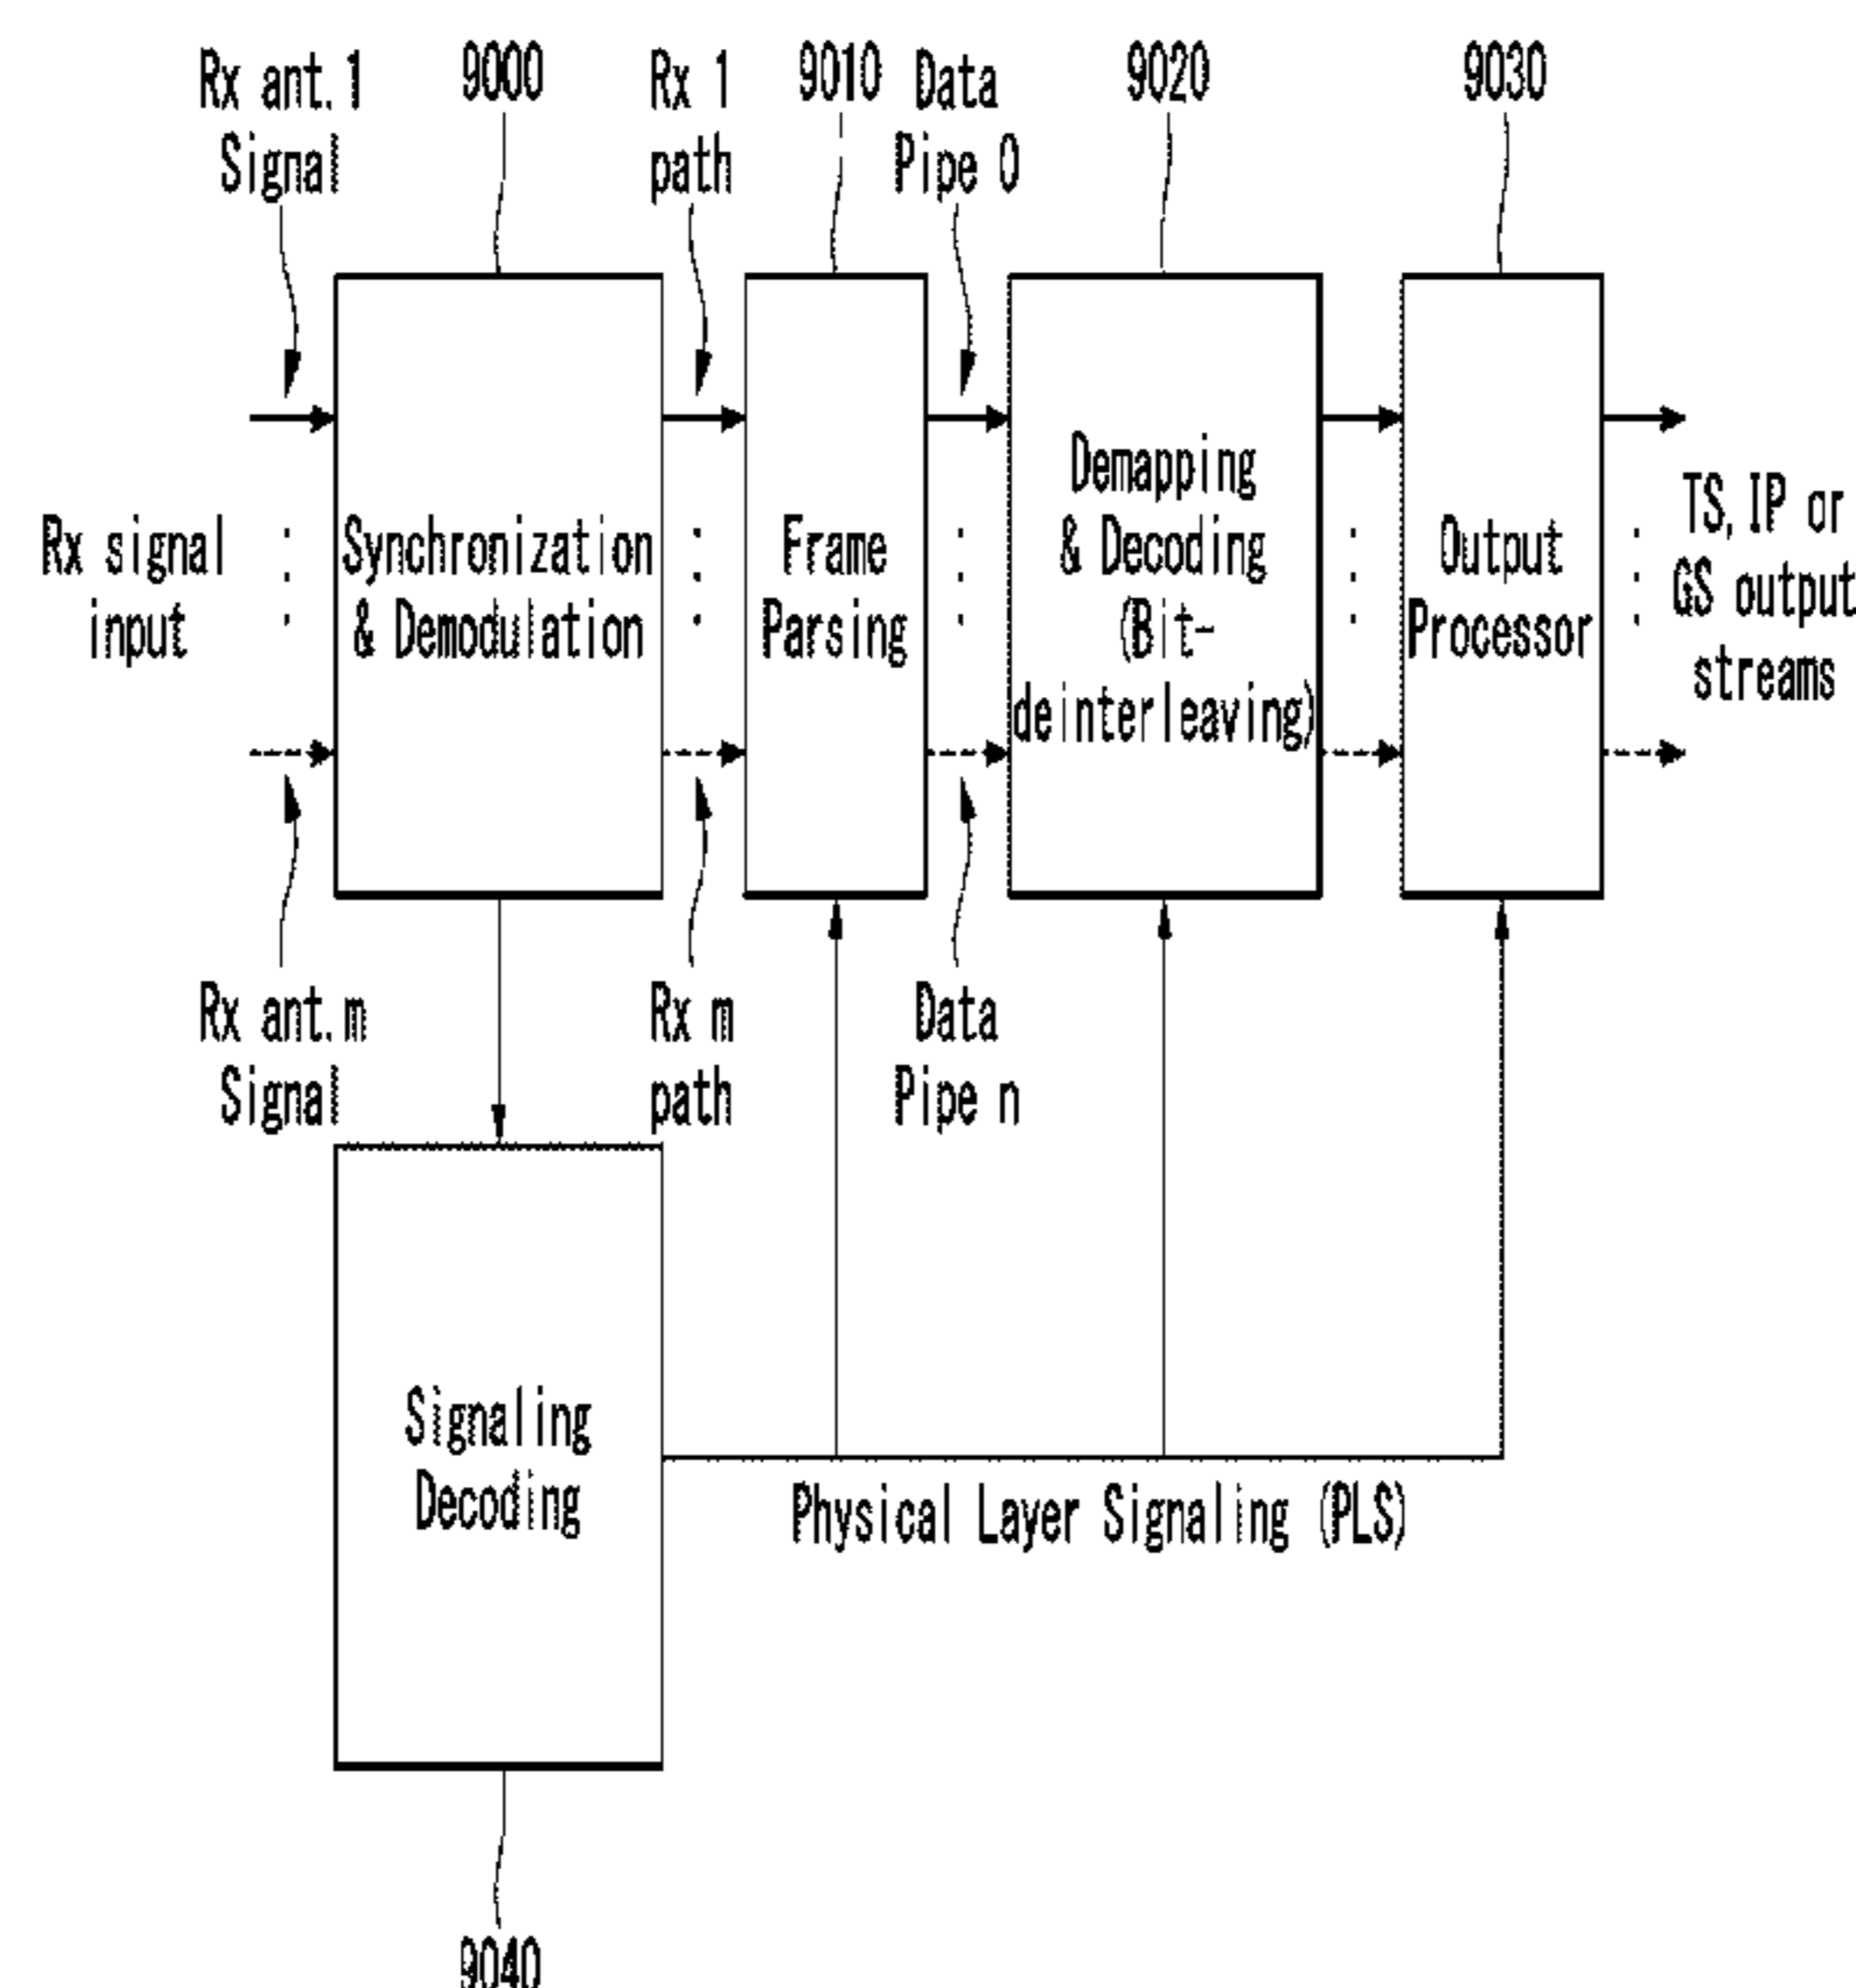 Rx ant.1
Signal
9000
Rx 1
path
9010
Data
Pipe 0
9020
9030
Rx signal
input
Synchronization
& Demodulation
Frame
Parsing
Demapping
& Decoding
(Bit-
deinterleaving)
Output
Processor
TS, IP or
GS output
streams
Rx ant.m
Signal
Rx m
path
Data
Pipe n
Signaling
Decoding
Physical Layer Signaling (PLS)
9040